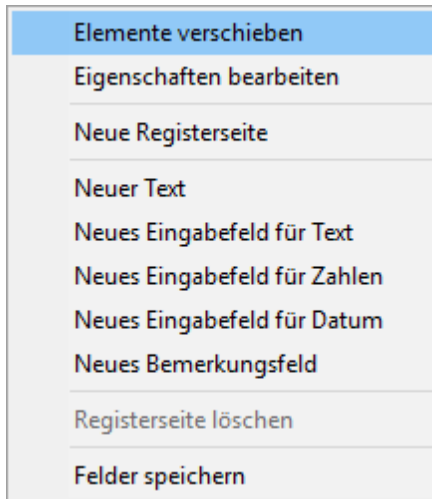 Elemente verschieben
Eigenschaften bearbeiten
Neue Registerseite
Neuer Text
Neues Eingabefeld für Text
Neues Eingabefeld für Zahlen
Neues Eingabefeld für Datum
Neues Bemerkungsfeld
Registerseite löschen
Felder speichern